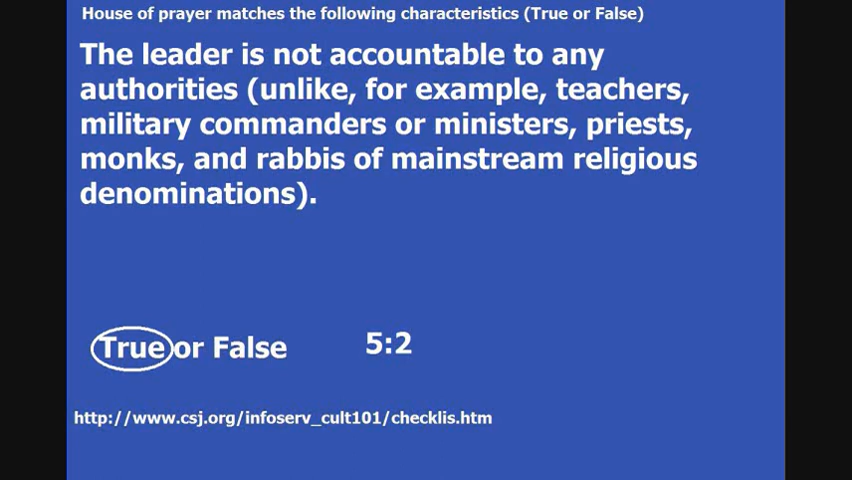 House of prayer matches the following characteristics (True or False)
The leader is not accountable to any
authorities (unlike, for example, teachers,
military commanders or ministers, priests,
monks, and rabbis of mainstream religious
denominations).
True or False 5:2
http://www.csj.org/infoserv_cult101/checklis.htm